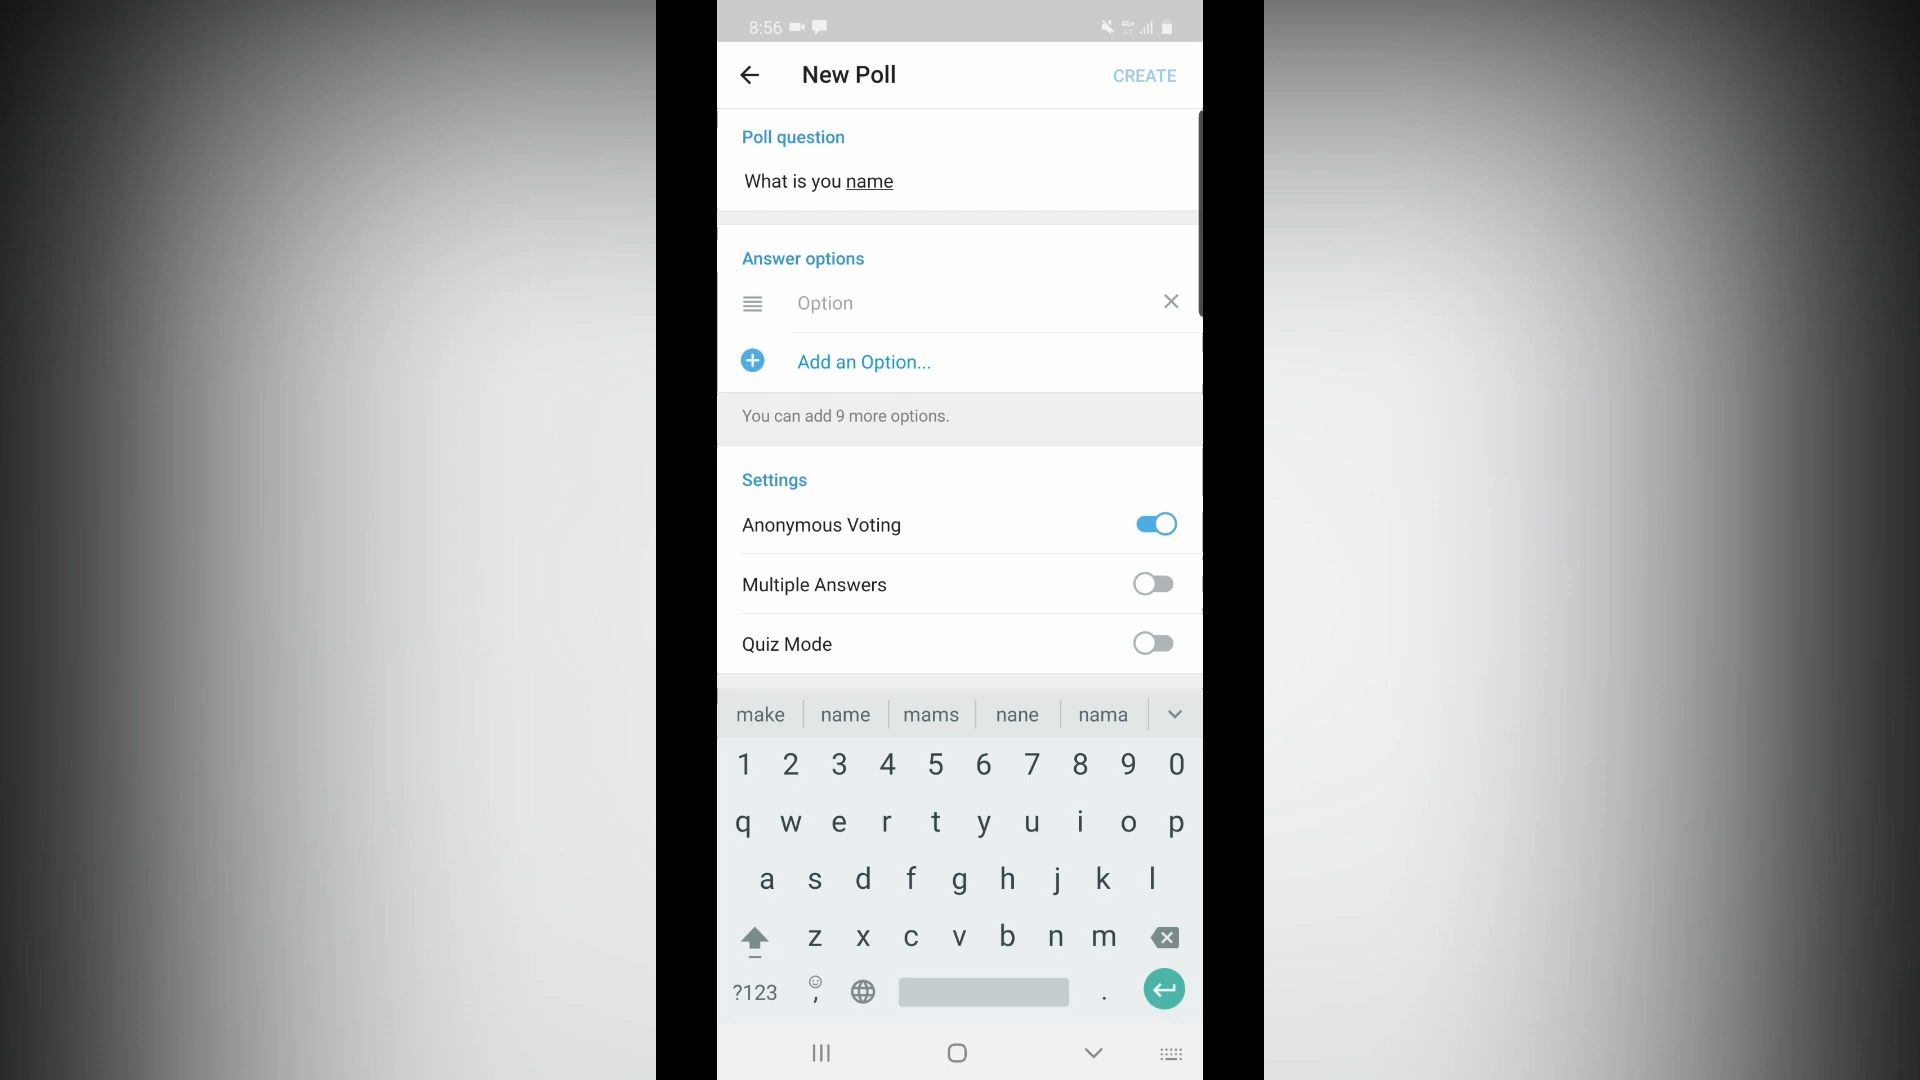 8:56 4G+
New Poll CREATE
Poll question
What is you name
Answer options
Option
Add an Option...
You can add 9 more options.
Settings
Anonymous Voting
Multiple Answers
Quiz Mode
make name mams nane nama
1 2 3 4 5 6 7 8 9 0
q w e r t y u i o p
a s d f g h j k l
z x c v b n m
?123 , .